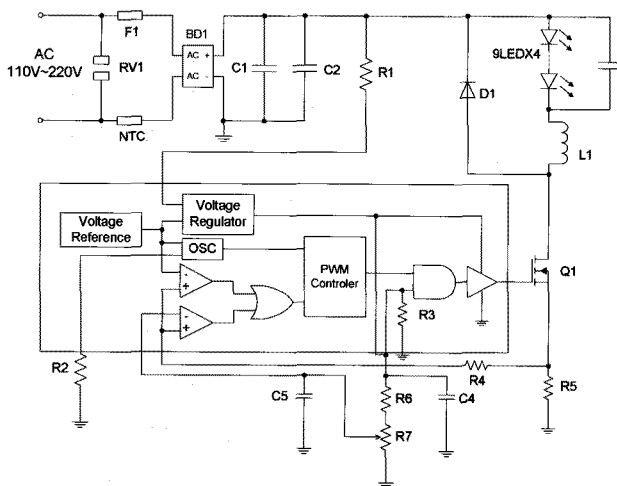 F1
BD1
AC
110V~220V
RV1
AC +
AC -
C1
C2
R1
9LEDX4
D1
NTC
L1
Voltage
Regulator
Voltage
Reference
OSC
PWM
Controler
Q1
-
+
-
+
R3
R2
R4
R5
C5
R6
C4
R7